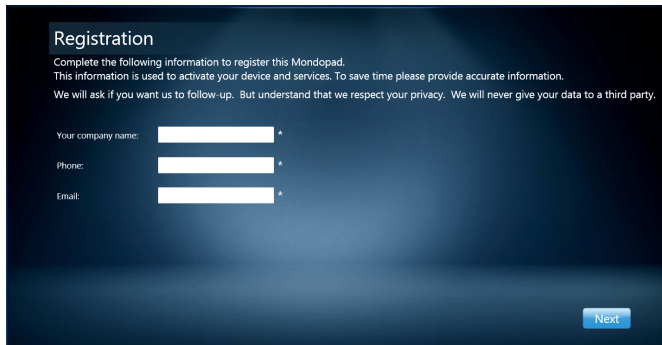 Registration
Complete the following information to register this Mondopad.
This information is used to activate your device and services. To save time please provide accurate information.
We will ask if you want us to follow-up.  But understand that we respect your privacy.  We will never give your data to a third party.
Your company name: *
Phone: *
Email: *
Next